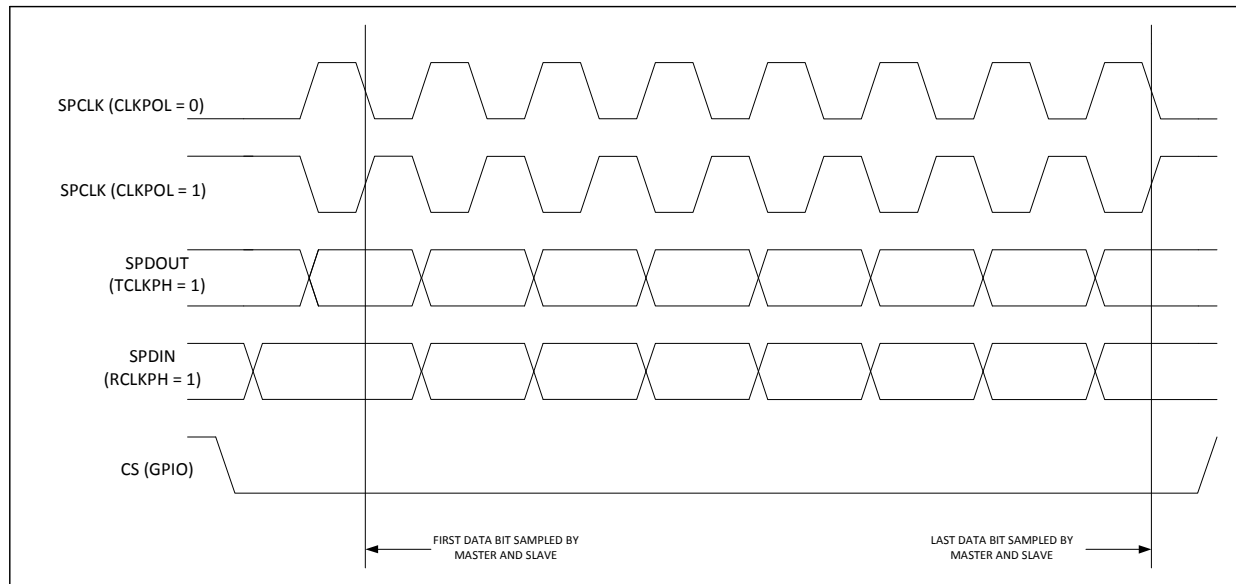 SPCLK (CLKPOL = 0)
SPCLK (CLKPOL = 1)
SPDOUT
(TCLKPH = 1)
SPDIN
(RCLKPH = 1)
CS (GPIO)
FIRST DATA BIT SAMPLED BY
MASTER AND SLAVE
LAST DATA BIT SAMPLED BY
MASTER AND SLAVE